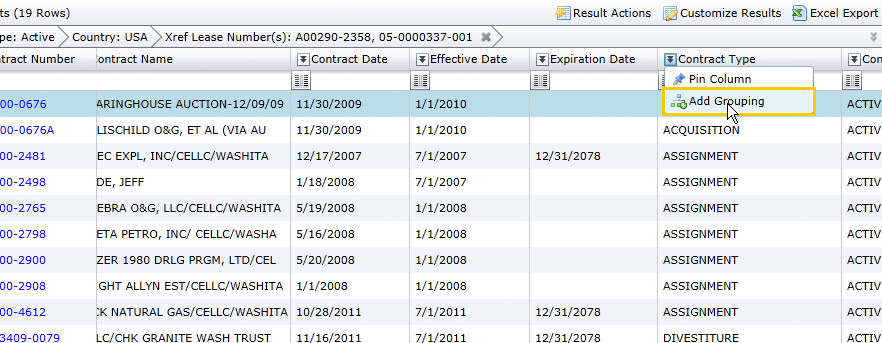 ts (19 Rows) Result Actions Customize Results Excel Export
pe: Active Country: USA Xref Lease Number(s): A00290-2358, 05-0000337-001
tract Number ontract Name Contract Date Effective Date Expiration Date Contract Type Con
Pin Column
00-0676 ARINGHOUSE AUCTION-12/09/09 11/30/2009 1/1/2010 Add Grouping ACTIV
00-0676A LISCHILD O&G, ET AL (VIA AU 11/30/2009 1/1/2010 ACQUISITION ACTIV
00-2481 EC EXPL, INC/CELLC/WASHITA 12/17/2007 7/1/2007 12/31/2078 ASSIGNMENT ACTIV
00-2498 DE, JEFF 1/18/2008 7/1/2007 ASSIGNMENT ACTIV
00-2765 EBRA O&G, LLC/CELLC/WASHITA 5/19/2008 1/1/2008 ASSIGNMENT ACTIV
00-2798 ETA PETRO, INC/ CELLC/WASHA 5/16/2008 1/1/2008 ASSIGNMENT ACTIV
00-2900 ZER 1980 DRLG PRGM, LTD/CEL 5/20/2008 1/1/2008 ASSIGNMENT ACTIV
00-2908 GHT ALLYN EST/CELLC/WASHITA 1/1/2008 1/1/2008 ASSIGNMENT ACTIV
00-4612 CK NATURAL GAS/CELLC/WASHITA 10/28/2011 7/1/2011 12/31/2078 ASSIGNMENT ACTIV
3409-0079 LC/CHK GRANITE WASH TRUST 11/16/2011 7/1/2011 12/31/2078 DIVESTITURE ACTIV